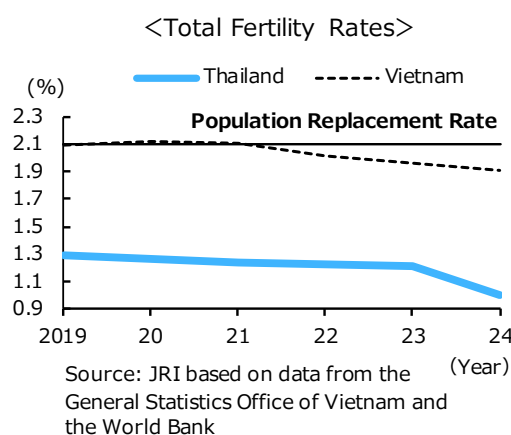 <Total Fertility Rates>
Thailand Vietnam
(%)
2.3
Population Replacement Rate
2.1
1.9
1.7
1.5
1.3
1.1
0.9
2019 20 21 22 23 24
(Year)
Source: JRI based on data from the
General Statistics Office of Vietnam and
the World Bank